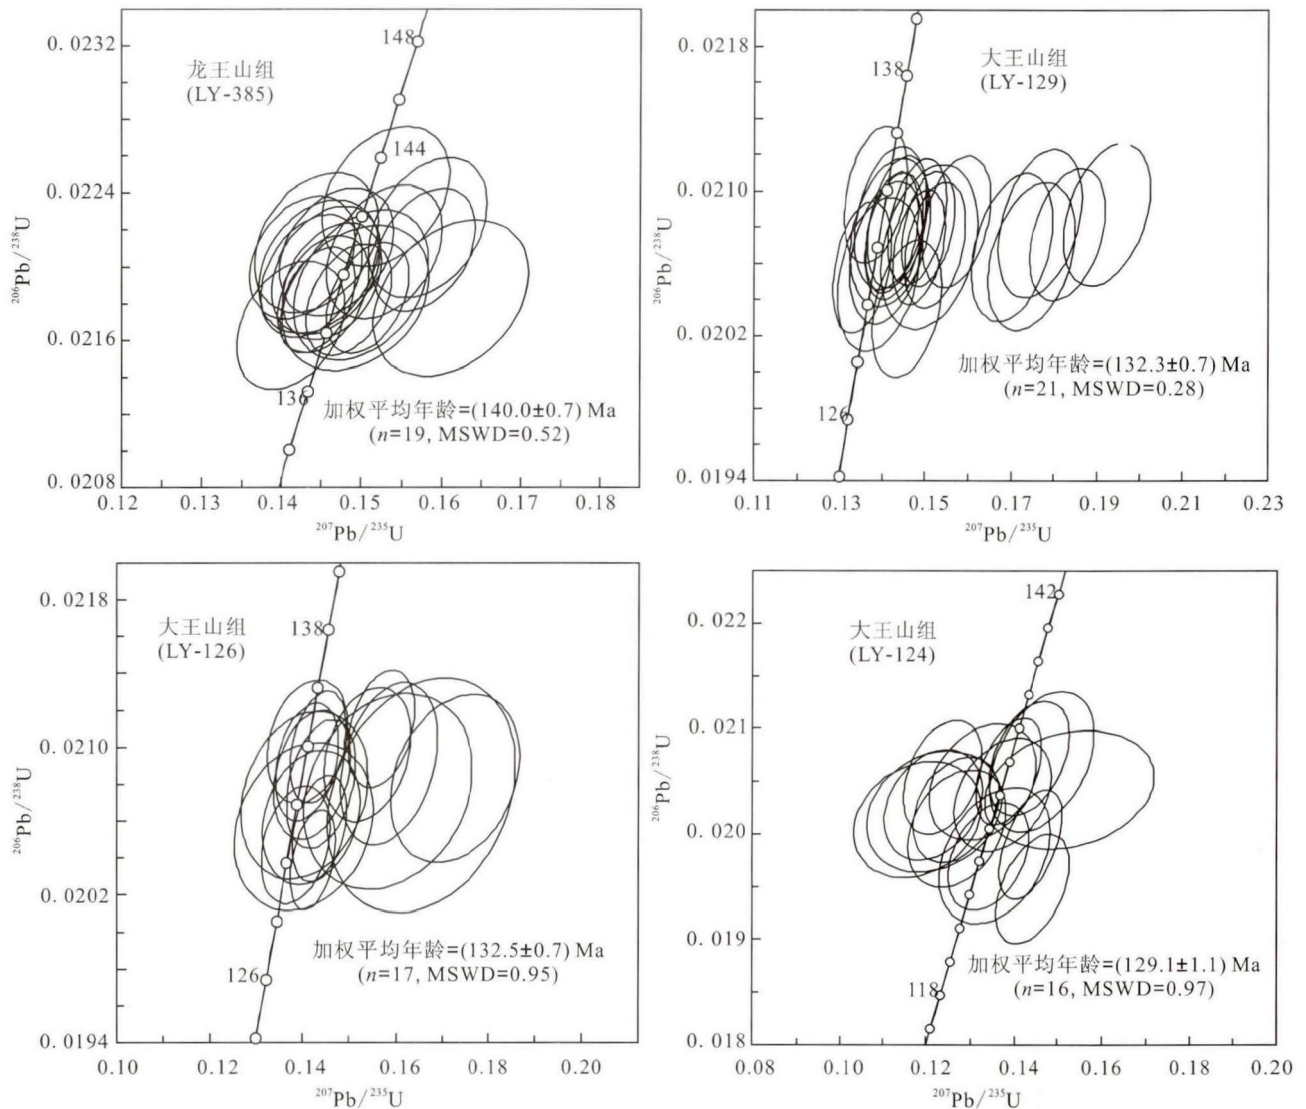 0.0232
0.0224
0.0216
0.0208
²⁰⁶Pb/²³⁸U
148
144
136
龙王山组
(LY-385)
加权平均年龄=(140.0±0.7) Ma
(n=19, MSWD=0.52)
0.12 0.13 0.14 0.15 0.16 0.17 0.18
²⁰⁷Pb/²³⁵U
0.0218
0.0210
0.0202
0.0194
²⁰⁶Pb/²³⁸U
138
126
大王山组
(LY-129)
加权平均年龄=(132.3±0.7) Ma
(n=21, MSWD=0.28)
0.11 0.13 0.15 0.17 0.19 0.21 0.23
²⁰⁷Pb/²³⁵U
0.0218
0.0210
0.0202
0.0194
²⁰⁶Pb/²³⁸U
138
126
大王山组
(LY-126)
加权平均年龄=(132.5±0.7) Ma
(n=17, MSWD=0.95)
0.10 0.12 0.14 0.16 0.18 0.20
²⁰⁷Pb/²³⁵U
0.022
0.021
0.020
0.019
0.018
²⁰⁶Pb/²³⁸U
142
118
大王山组
(LY-124)
加权平均年龄=(129.1±1.1) Ma
(n=16, MSWD=0.97)
0.08 0.10 0.12 0.14 0.16 0.18 0.20
²⁰⁷Pb/²³⁵U